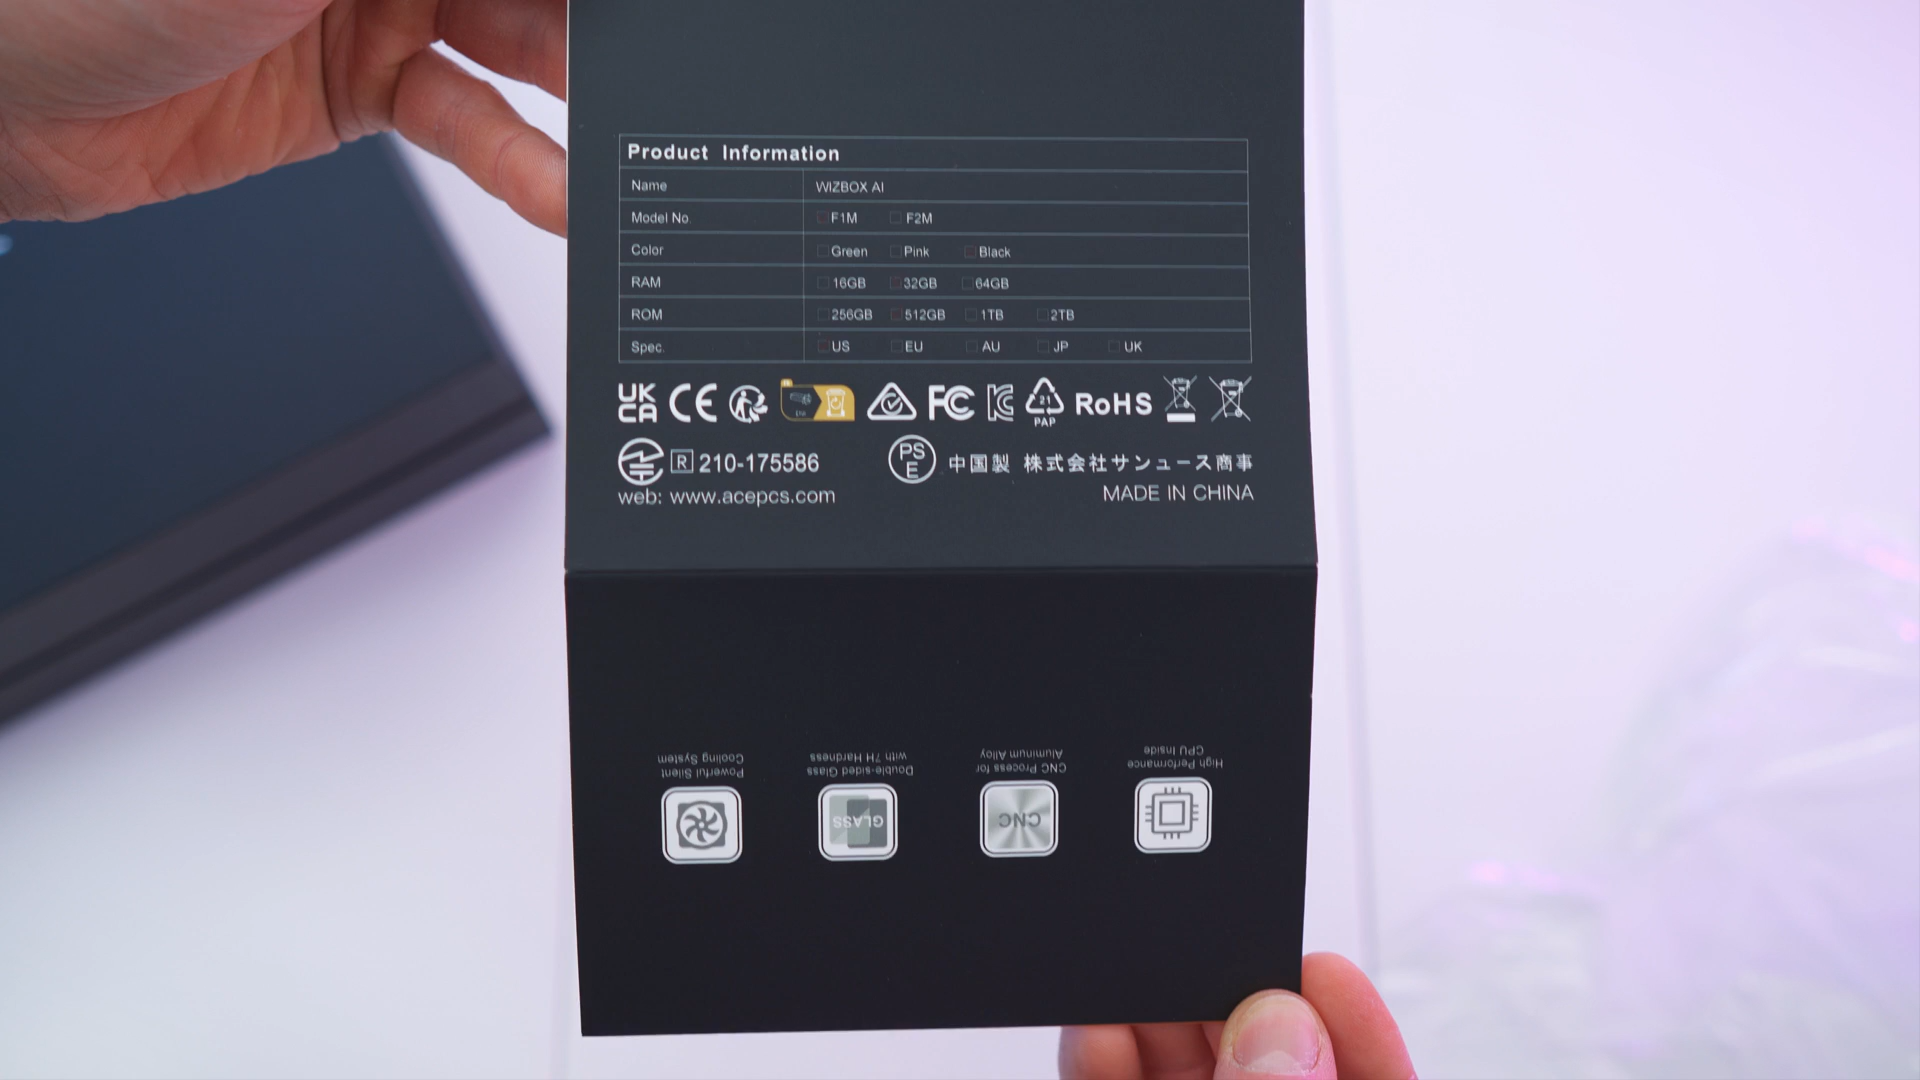 Product Information
Name WIZBOX AI
Model No. F1M F2M
Color Green Pink Black
RAM 16GB 32GB 64GB
ROM 256GB 512GB 1TB 2TB
Spec. US EU AU JP UK
UK CA CE FC 21 PAP RoHS
R 210-175586 PS E 中国製 株式会社サンュース商事
web: www.acepcs.com MADE IN CHINA
High Performance CPU Inside
CNC Process for Aluminum Alloy
Double-sided Glass with 7H Hardness
Powerful Silent Cooling System
CNC
GLASS